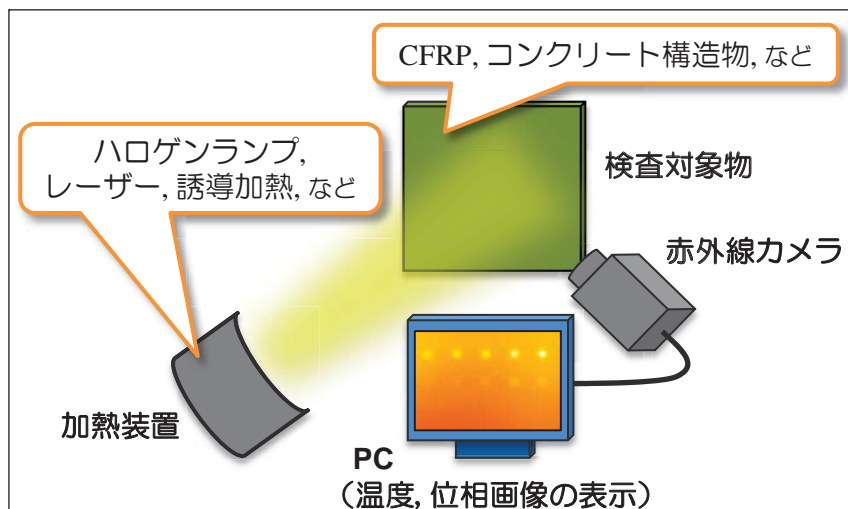 CFRP, コンクリート構造物, など
ハロゲンランプ,
レーザー, 誘導加熱, など
検査対象物
赤外線カメラ
加熱装置
PC
（温度, 位相画像の表示）